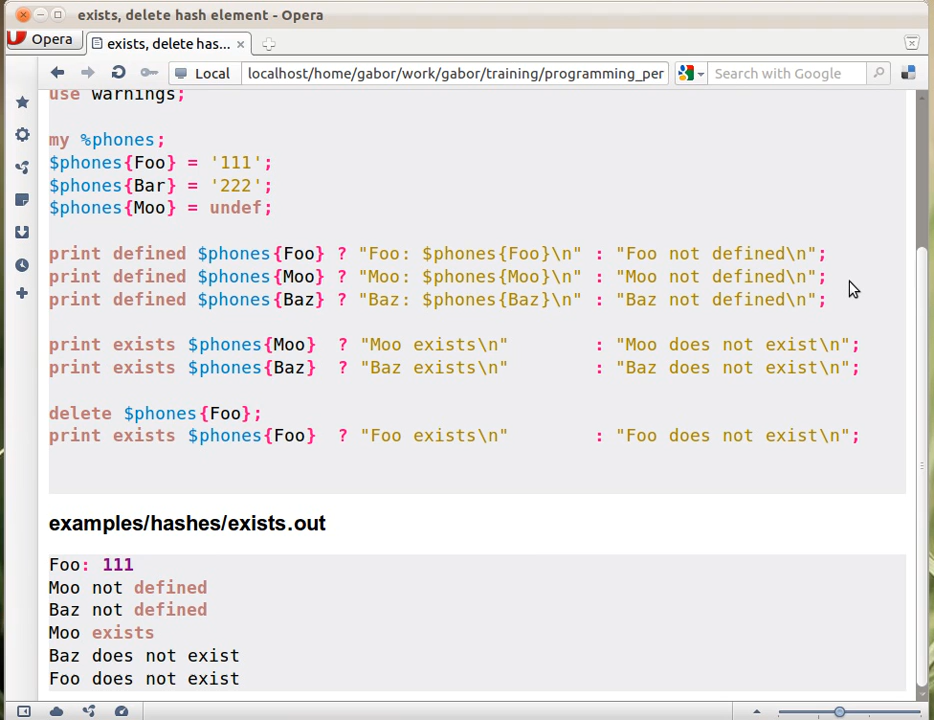 exists, delete hash element - Opera
Opera
exists, delete has...
Local
localhost/home/gabor/work/gabor/training/programming_per
Search with Google
use warnings;
my %phones;
$phones{Foo} = '111';
$phones{Bar} = '222';
$phones{Moo} = undef;
print defined $phones{Foo} ? "Foo: $phones{Foo}\n" : "Foo not defined\n";
print defined $phones{Moo} ? "Moo: $phones{Moo}\n" : "Moo not defined\n";
print defined $phones{Baz} ? "Baz: $phones{Baz}\n" : "Baz not defined\n";
print exists $phones{Moo} ? "Moo exists\n" : "Moo does not exist\n";
print exists $phones{Baz} ? "Baz exists\n" : "Baz does not exist\n";
delete $phones{Foo};
print exists $phones{Foo} ? "Foo exists\n" : "Foo does not exist\n";
examples/hashes/exists.out
Foo: 111
Moo not defined
Baz not defined
Moo exists
Baz does not exist
Foo does not exist